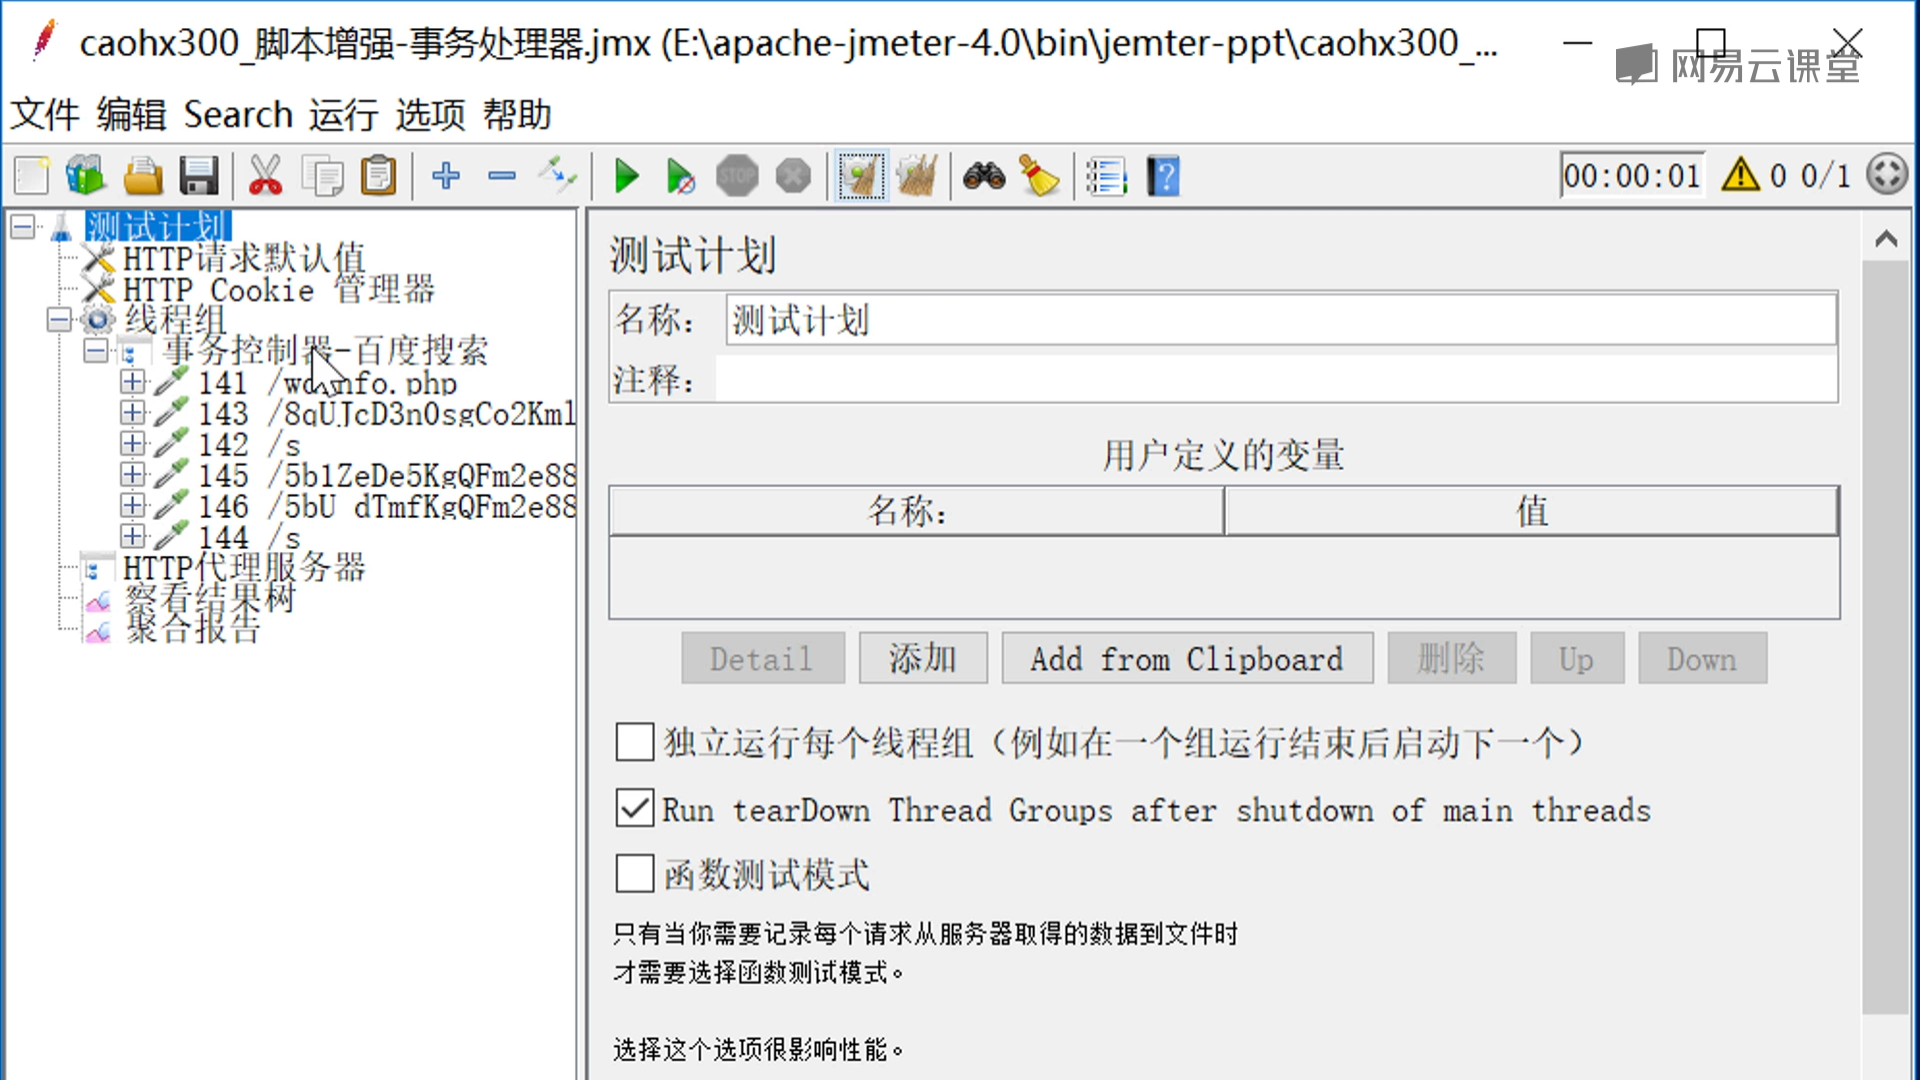 caohx300_脚本增强-事务处理器.jmx (E:\apache-jmeter-4.0\bin\jemter-ppt\caohx300_...
网易云课堂
文件 编辑 Search 运行 选项 帮助
STOP
00:00:01 0 0/1
测试计划
HTTP请求默认值
HTTP Cookie 管理器
线程组
事务控制器-百度搜索
141 /
143 /8qUJcD3n0sgCo2Kml
142 /s
145 /5b1ZeDe5KgQFm2e88
146 /5bU_dTmfKgQFm2e88
144 /s
HTTP代理服务器
察看结果树
聚合报告
测试计划
名称： 测试计划
注释：
用户定义的变量
名称： 值
Detail 添加 Add from Clipboard 删除 Up Down
独立运行每个线程组（例如在一个组运行结束后启动下一个）
Run tearDown Thread Groups after shutdown of main threads
函数测试模式
只有当你需要记录每个请求从服务器取得的数据到文件时
才需要选择函数测试模式。
选择这个选项很影响性能。